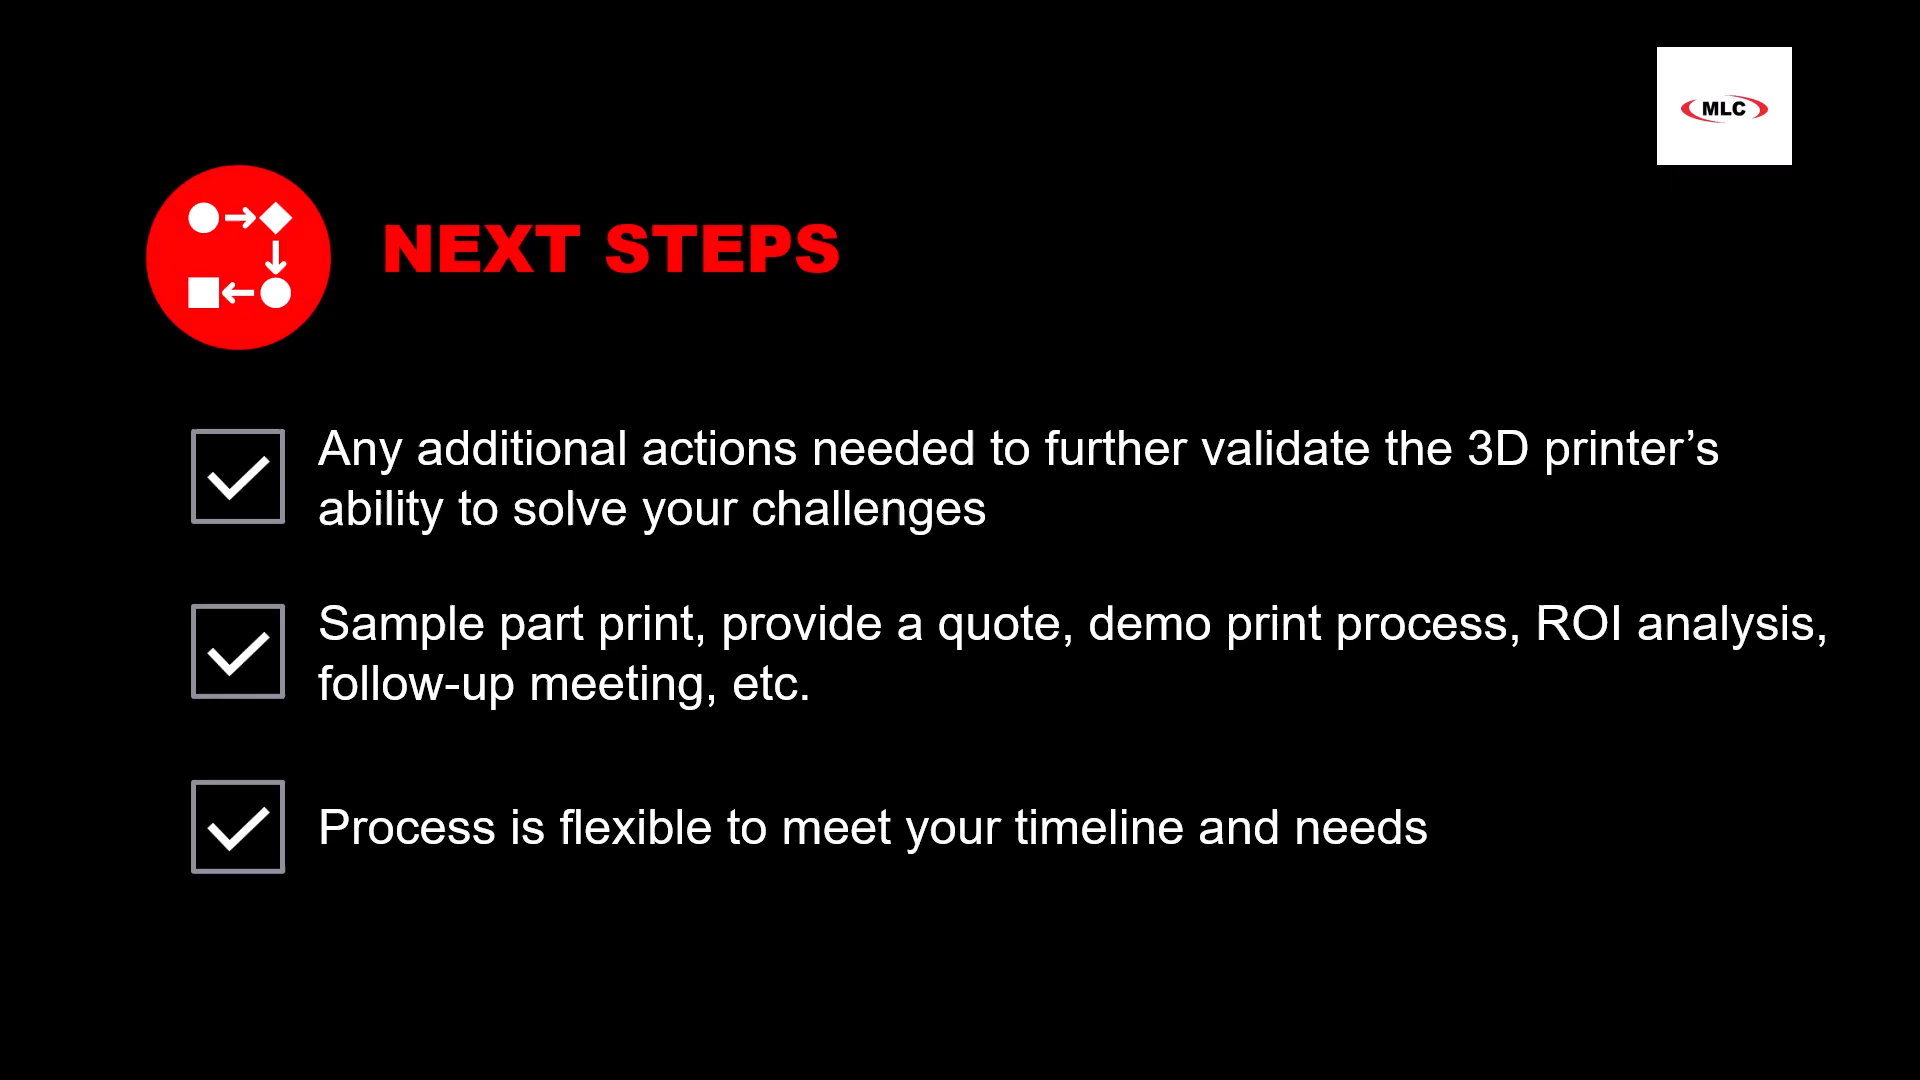 MLC
NEXT STEPS
Any additional actions needed to further validate the 3D printer’s
ability to solve your challenges
Sample part print, provide a quote, demo print process, ROI analysis,
follow-up meeting, etc.
Process is flexible to meet your timeline and needs